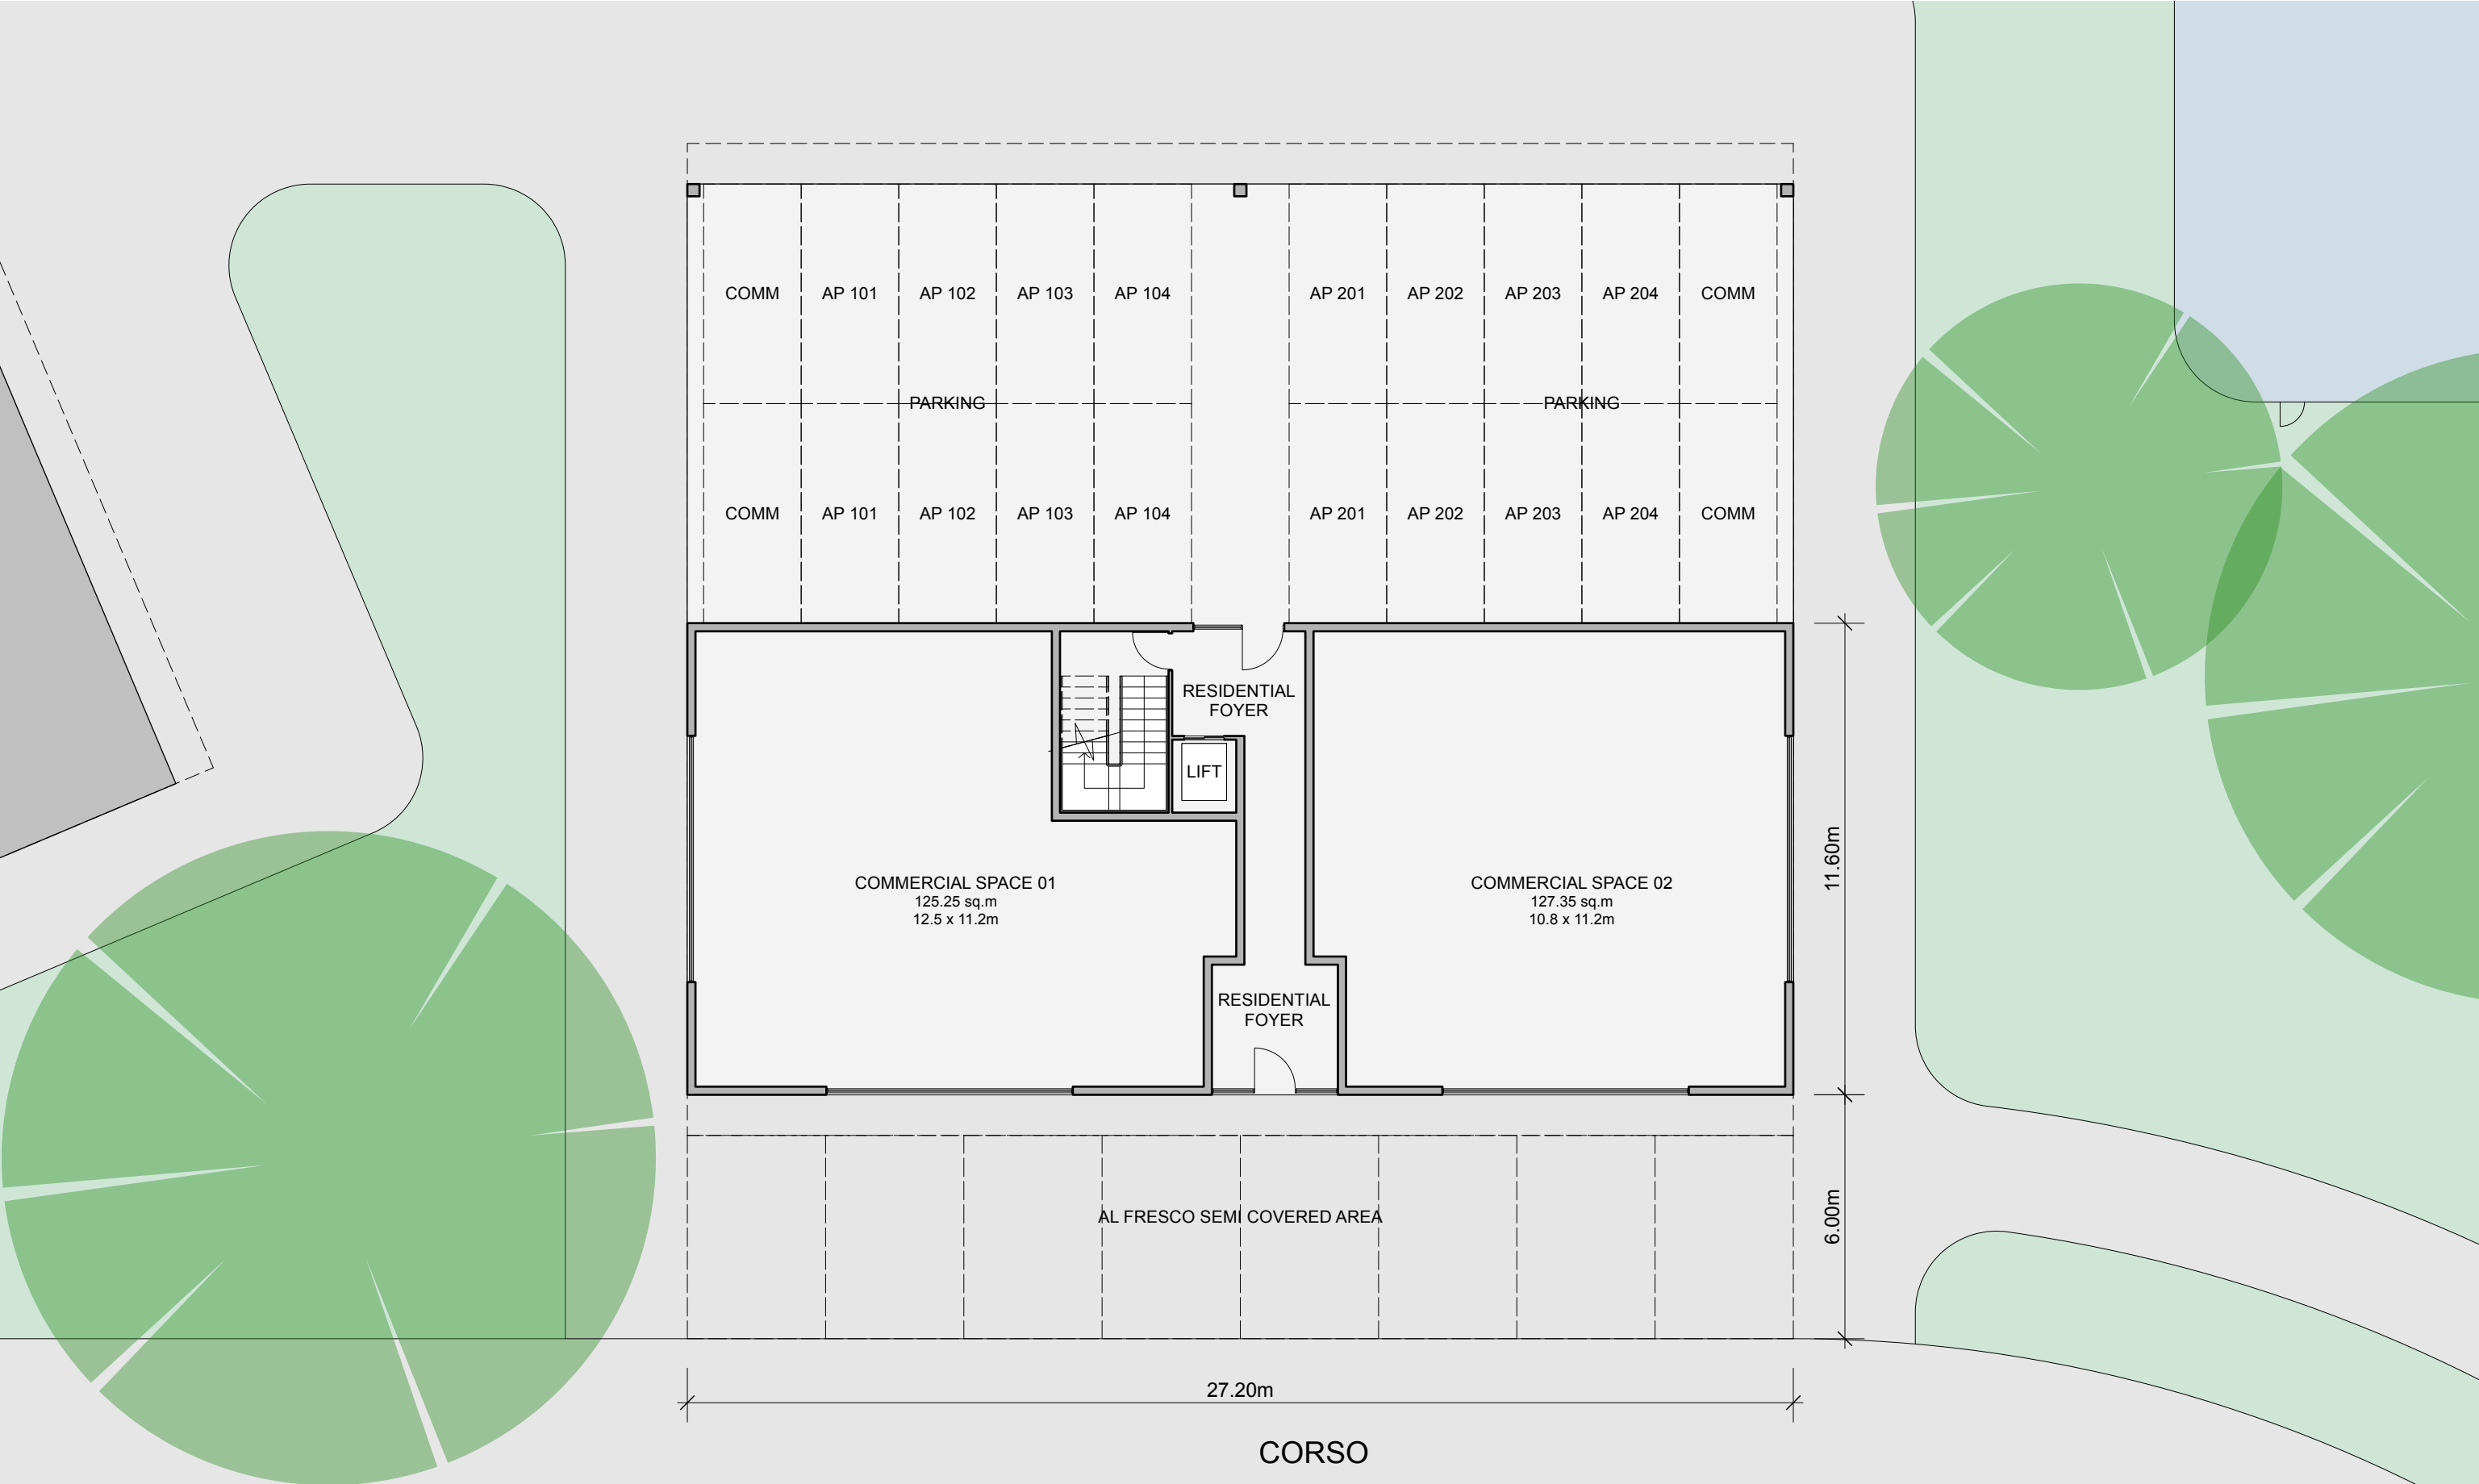 COMM AP 101 AP 102 AP 103 AP 104 AP 201 AP 202 AP 203 AP 204 COMM
PARKING PARKING
COMM AP 101 AP 102 AP 103 AP 104 AP 201 AP 202 AP 203 AP 204 COMM
RESIDENTIAL
FOYER
LIFT
COMMERCIAL SPACE 01
125.25 sq.m
12.5 x 11.2m
COMMERCIAL SPACE 02
127.35 sq.m
10.8 x 11.2m
11.60m
RESIDENTIAL
FOYER
AL FRESCO SEMI COVERED AREA
6.00m
27.20m
CORSO